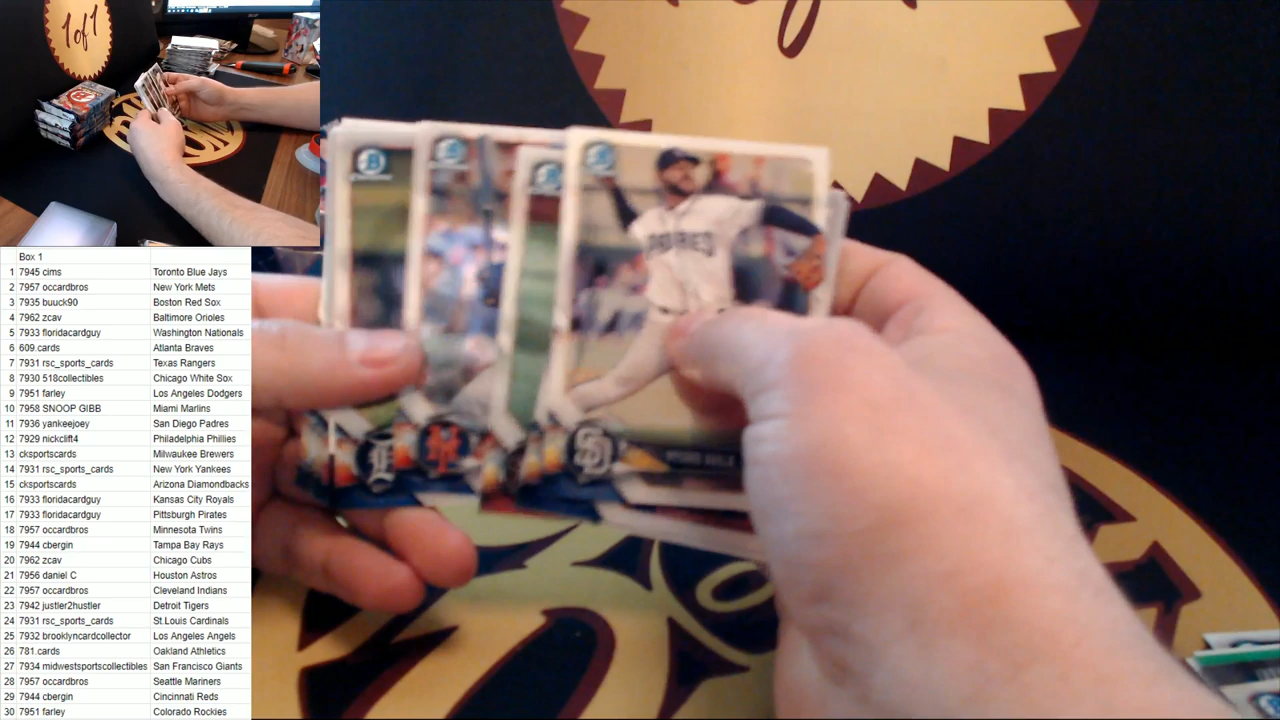 1 of 1
Box 1
1 7945 cims Toronto Blue Jays
2 7957 occardbros New York Mets
3 7935 buuck90 Boston Red Sox
4 7962 zcav Baltimore Orioles
5 7933 floridacardguy Washington Nationals
6 609.cards Atlanta Braves
7 7931 rsc_sports_cards Texas Rangers
8 7930 518collectibles Chicago White Sox
9 7951 farley Los Angeles Dodgers
10 7958 SNOOP GIBB Miami Marlins
11 7936 yankeejoey San Diego Padres
12 7929 nickclift4 Philadelphia Phillies
13 cksportscards Milwaukee Brewers
14 7931 rsc_sports_cards New York Yankees
15 cksportscards Arizona Diamondbacks
16 7933 floridacardguy Kansas City Royals
17 7933 floridacardguy Pittsburgh Pirates
18 7957 occardbros Minnesota Twins
19 7944 cbergin Tampa Bay Rays
20 7962 zcav Chicago Cubs
21 7956 daniel C Houston Astros
22 7957 occardbros Cleveland Indians
23 7942 justler2hustler Detroit Tigers
24 7931 rsc_sports_cards St.Louis Cardinals
25 7932 brooklyncardcollector Los Angeles Angels
26 781.cards Oakland Athletics
27 7934 midwestsportscollectibles San Francisco Giants
28 7957 occardbros Seattle Mariners
29 7944 cbergin Cincinnati Reds
30 7951 farley Colorado Rockies
PADRES
SD